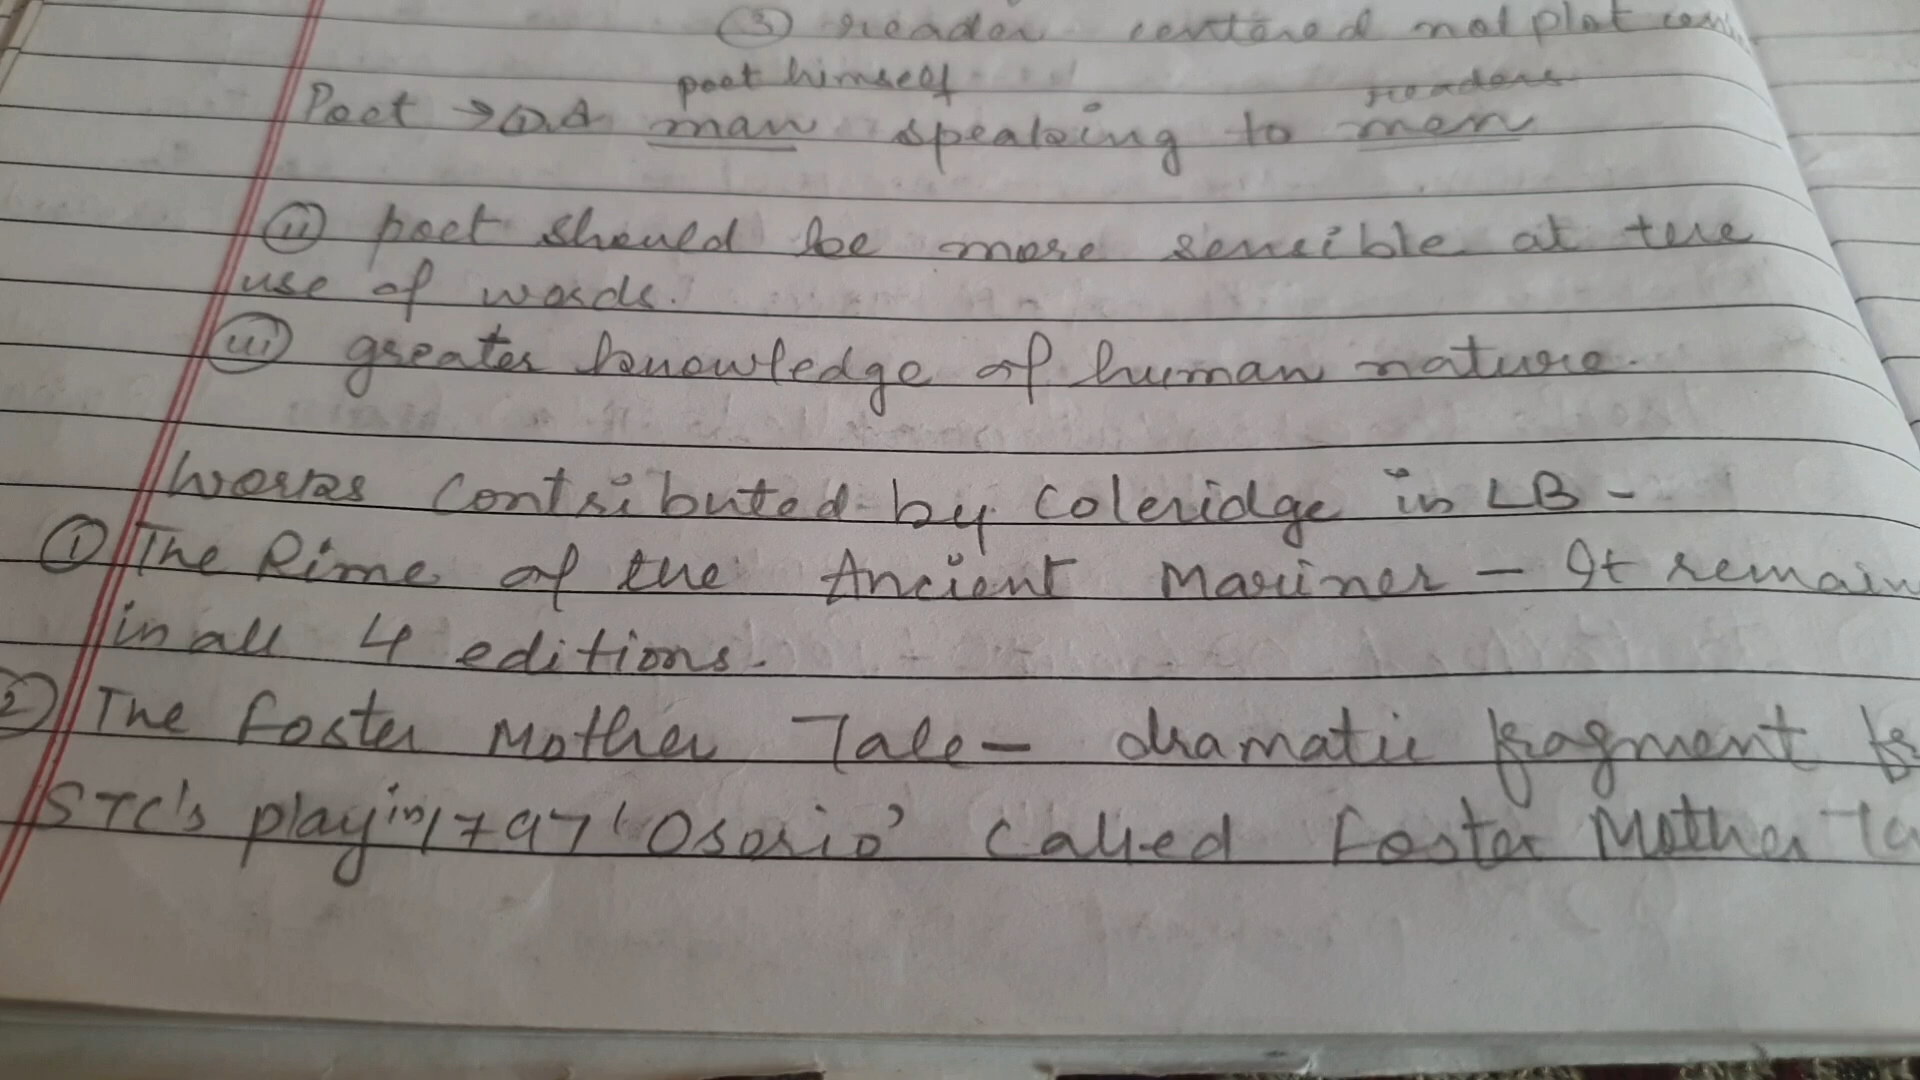 ③ reader centered not plot cen
poet himself readers
Poet → ① A man speaking to men
ⅱ poet should be more sensible at the
use of words.
ⅲ greater knowledge of human nature.
Works Contributed by Coleridge in LB -
① The Rime of the Ancient Mariner - It remain
in all 4 editions.
② The Foster Mother Tale - dramatic fragment
STC's play in 1797 'Osorio' Called Foster Mother Ta